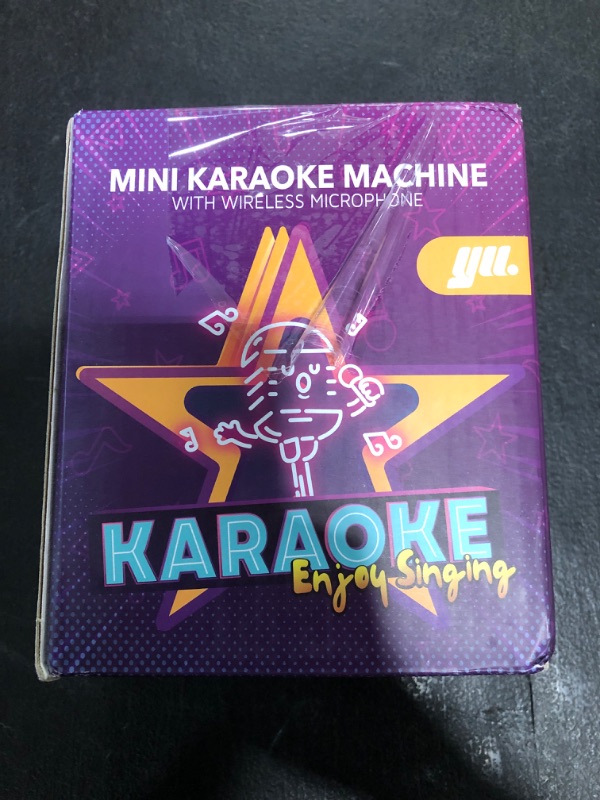 MINI KARAOKE MACHINE
WITH WIRELESS MICROPHONE
yu.
KARAOKE
Enjoy Singing